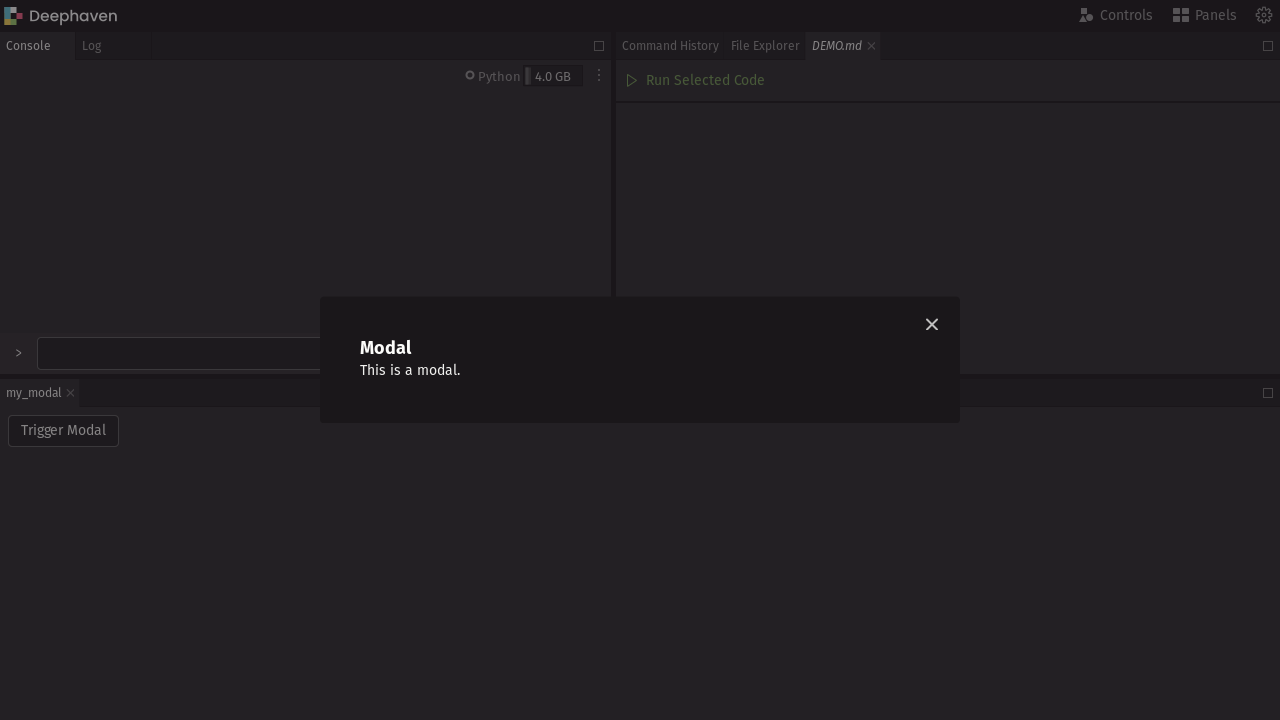 Deephaven
Controls
Panels
Console
Log
Command History
File Explorer
DEMO.md
Python
4.0 GB
Run Selected Code
>
Modal
This is a modal.
my_modal
Trigger Modal